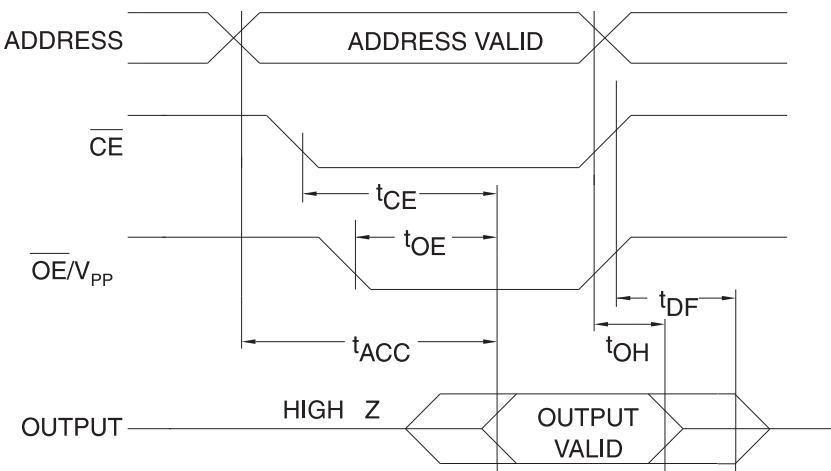 ADDRESS
ADDRESS VALID
CE
tCE
tOE
OE/VPP
tDF
tACC
tOH
HIGH Z
OUTPUT
OUTPUT
VALID